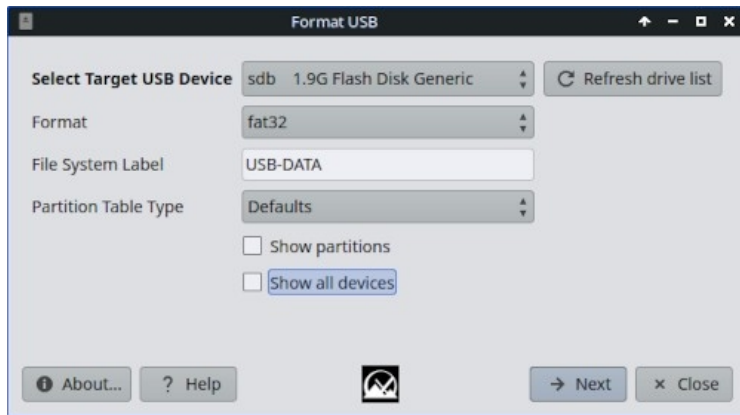 Format USB
Select Target USB Device sdb 1.9G Flash Disk Generic Refresh drive list
Format fat32
File System Label USB-DATA
Partition Table Type Defaults
Show partitions
Show all devices
About... ? Help Next Close